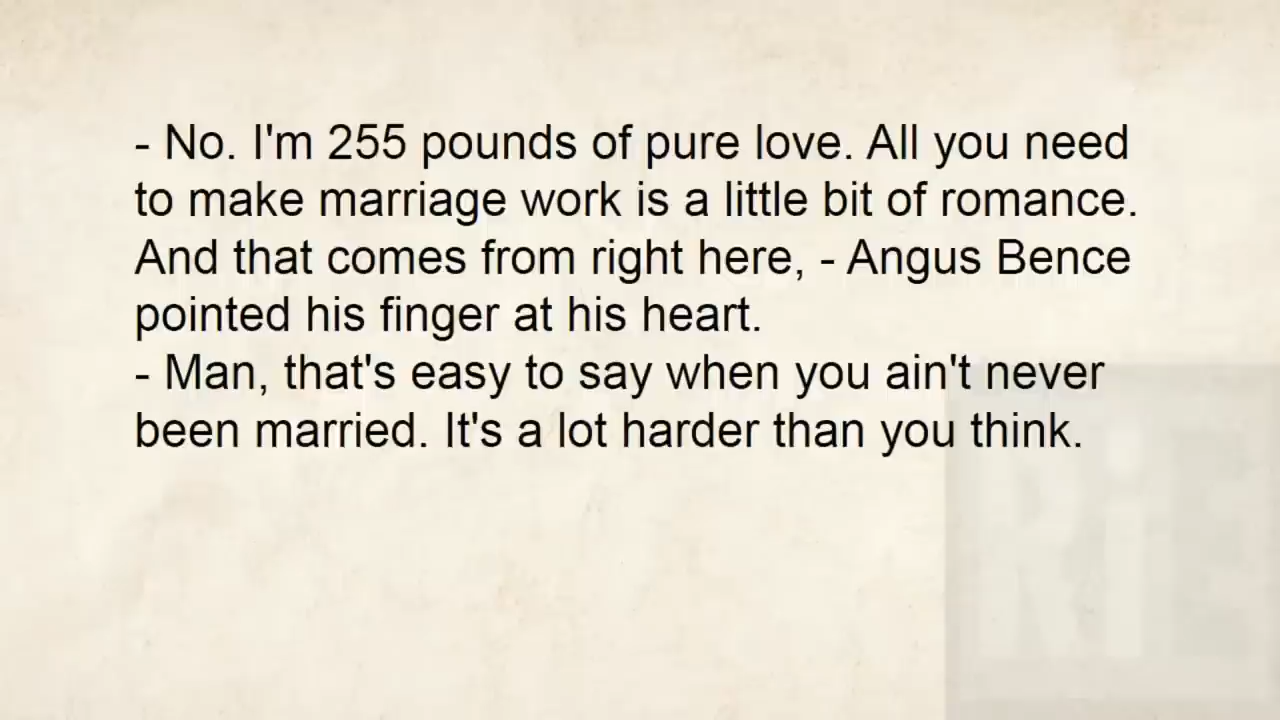 - No. I'm 255 pounds of pure love. All you need
to make marriage work is a little bit of romance.
And that comes from right here, - Angus Bence
pointed his finger at his heart.
- Man, that's easy to say when you ain't never
been married. It's a lot harder than you think.
RiE